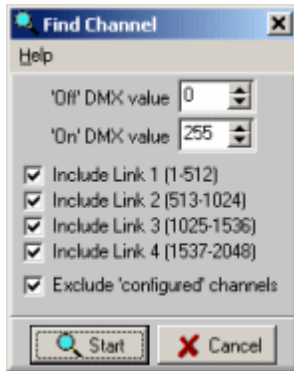 Find Channel
Help
'Off' DMX value 0
'On' DMX value 255
Include Link 1 (1-512)
Include Link 2 (513-1024)
Include Link 3 (1025-1536)
Include Link 4 (1537-2048)
Exclude 'configured' channels
Start Cancel